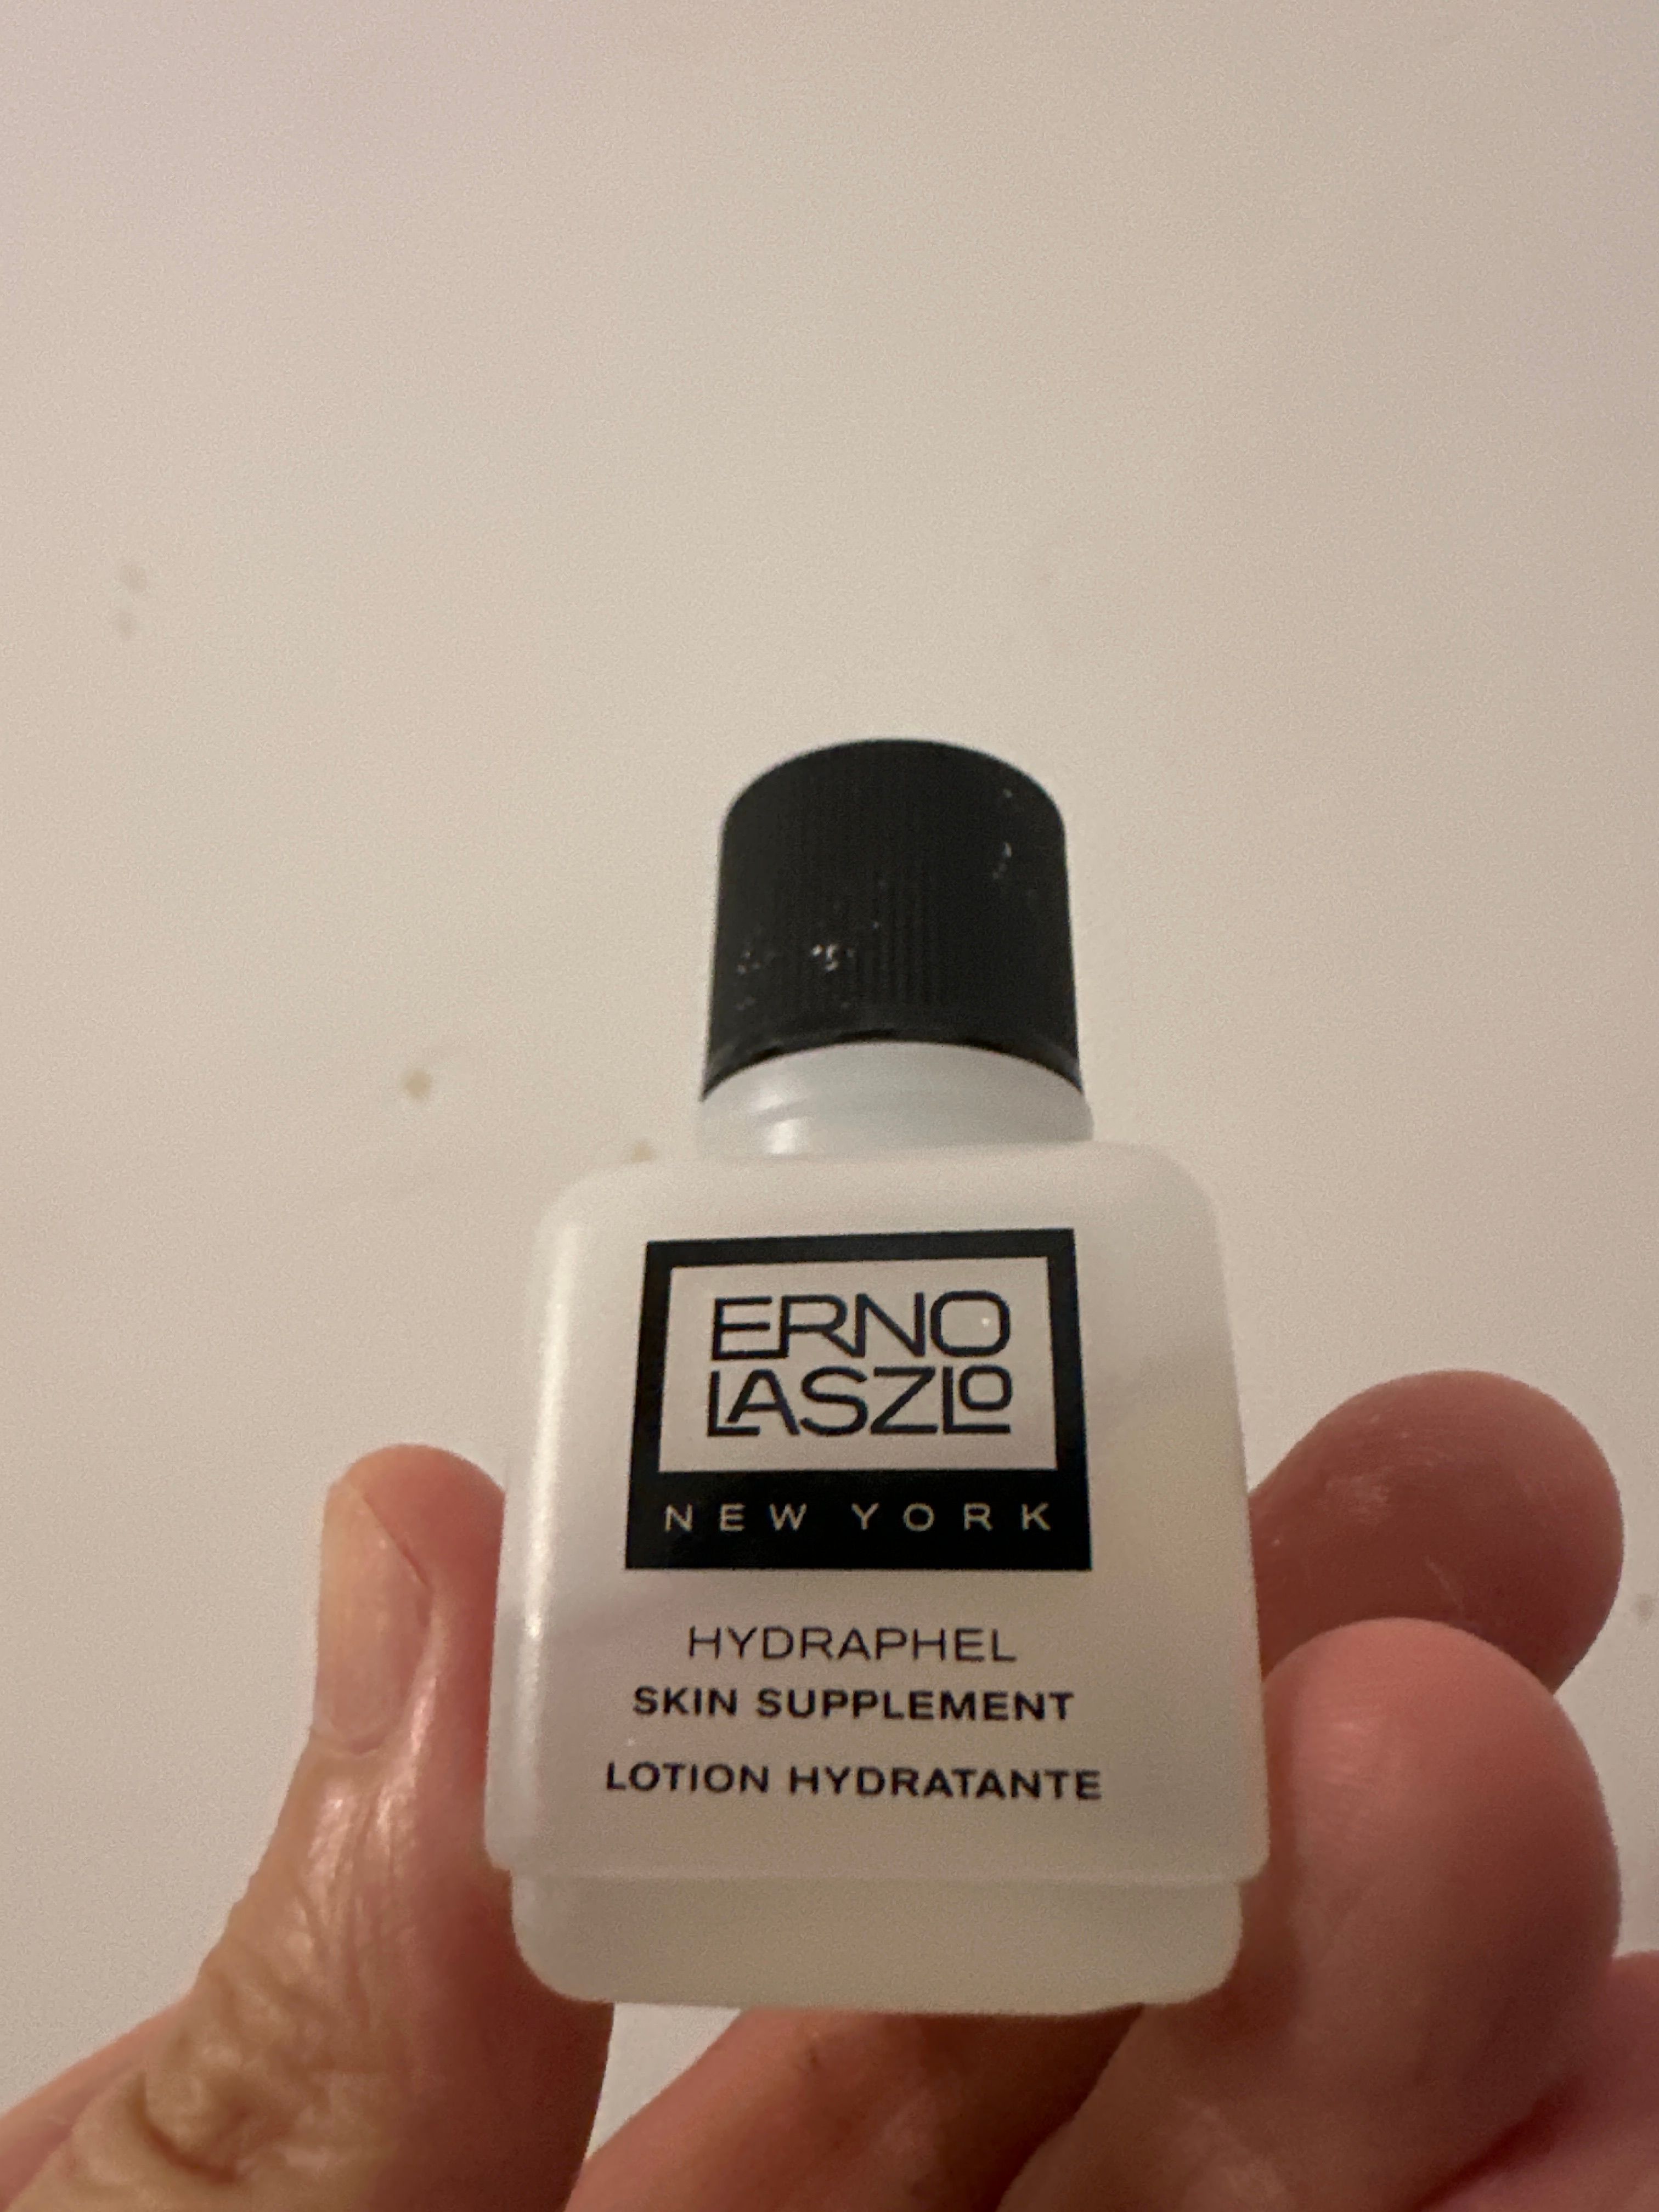 ERNO
LASZLO
NEW YORK
HYDRAPHEL
SKIN SUPPLEMENT
LOTION HYDRATANTE